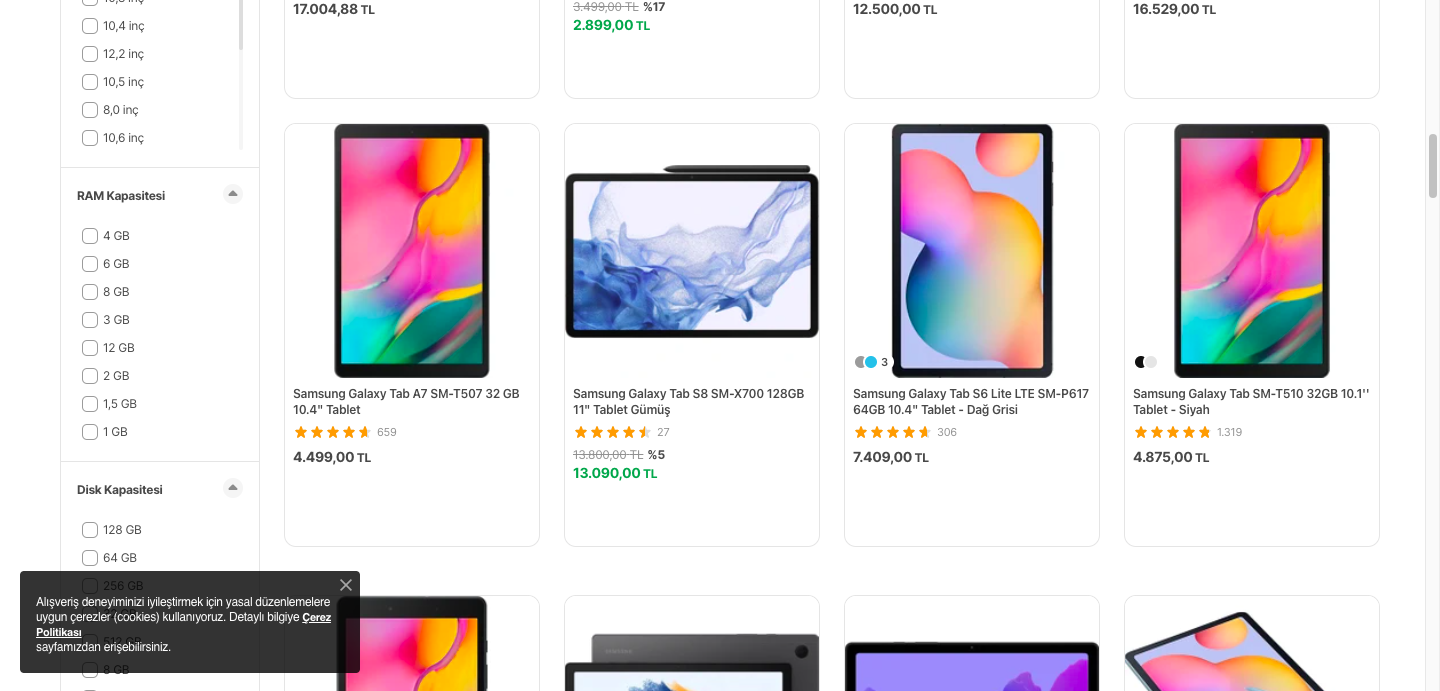 10,4 inç
12,2 inç
10,5 inç
8,0 inç
10,6 inç
RAM Kapasitesi
4 GB
6 GB
8 GB
3 GB
12 GB
2 GB
1,5 GB
1 GB
Disk Kapasitesi
128 GB
64 GB
256 GB
512 GB
8 GB
Alışveriş deneyiminizi iyileştirmek için yasal düzenlemelere
uygun çerezler (cookies) kullanıyoruz. Detaylı bilgiye Çerez
Politikası
sayfamızdan erişebilirsiniz.
17.004,88 TL
3.499,00 TL %17
2.899,00 TL
12.500,00 TL
16.529,00 TL
Samsung Galaxy Tab A7 SM-T507 32 GB
10.4" Tablet
659
4.499,00 TL
Samsung Galaxy Tab S8 SM-X700 128GB
11" Tablet Gümüş
27
13.800,00 TL %5
13.090,00 TL
3
Samsung Galaxy Tab S6 Lite LTE SM-P617
64GB 10.4" Tablet - Dağ Grisi
306
7.409,00 TL
Samsung Galaxy Tab SM-T510 32GB 10.1''
Tablet - Siyah
1.319
4.875,00 TL
SAMSUNG